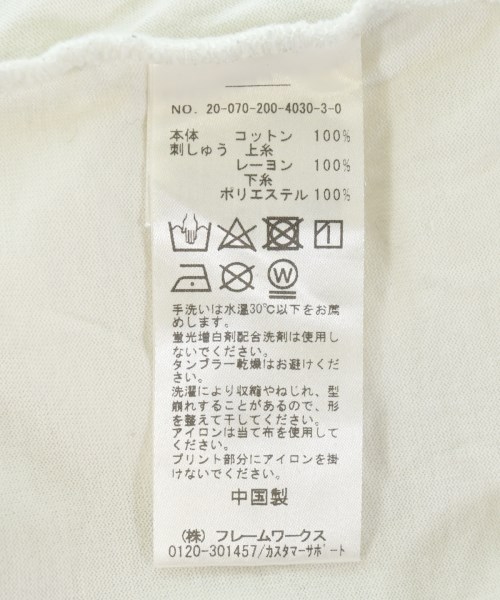 NO. 20-070-200-4030-3-0
本体 コットン 100%
刺しゅう 上糸
レーヨン 100%
下糸
ポリエステル 100%
W
手洗いは水温30℃以下をお薦
めします。
蛍光増白剤配合洗剤は使用し
ないでください。
タンブラー乾燥はお避けくだ
さい。
洗濯により収縮やねじれ、型
崩れすることがあるので、形
を整えて干してください。
アイロンは当て布を使用して
ください。
プリント部分にアイロンを掛
けないでください。
中国製
(株) フレームワークス
0120-301457/カスタマーサポート